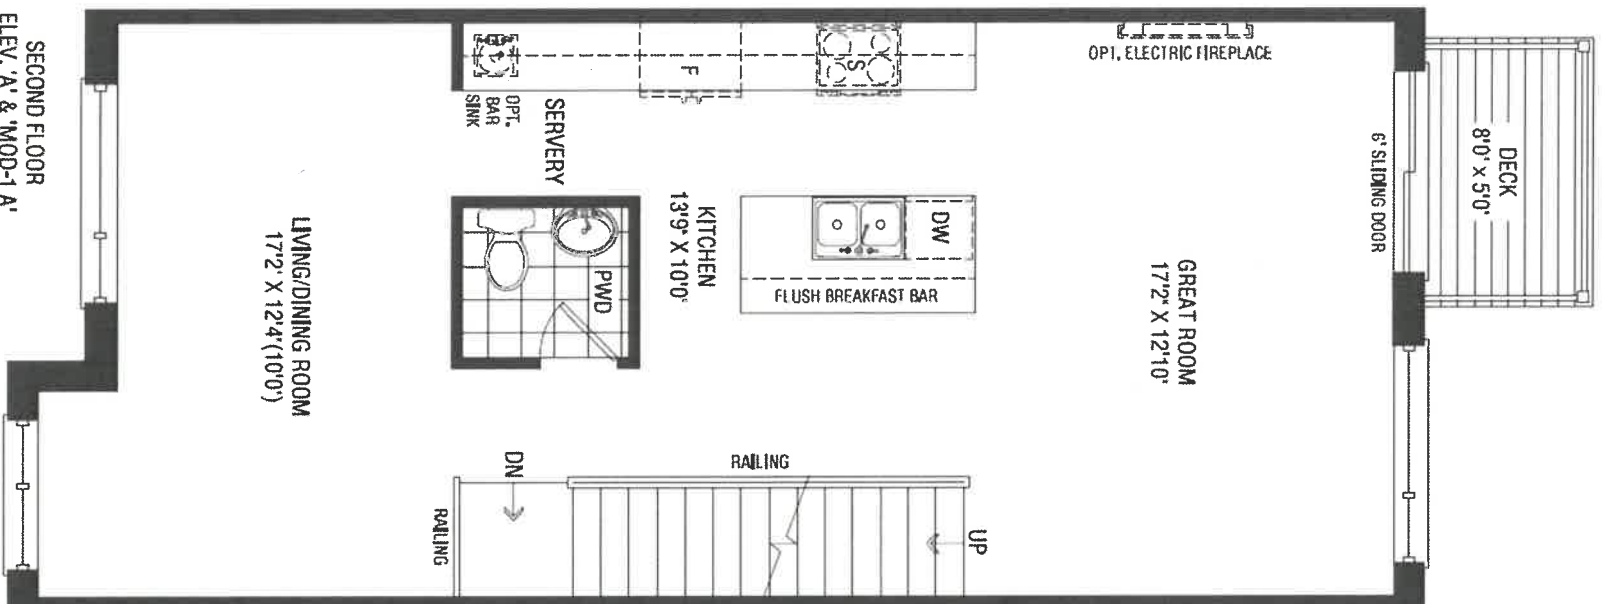 DECK
8'0" X 5'0"
6' SLIDING DOOR
OPT. ELECTRIC FIREPLACE
GREAT ROOM
17'2" X 12'10"
S
F
DW
FLUSH BREAKFAST BAR
KITCHEN
13'9" X 10'0"
UP
RAILING
OPT.
BAR
SINK
SERVERY
PWD
DN
RAILING
LIVING/DINING ROOM
17'2" X 12'4"(10'0")
SECOND FLOOR
ELEV. 'A' & 'MOD-1 A'